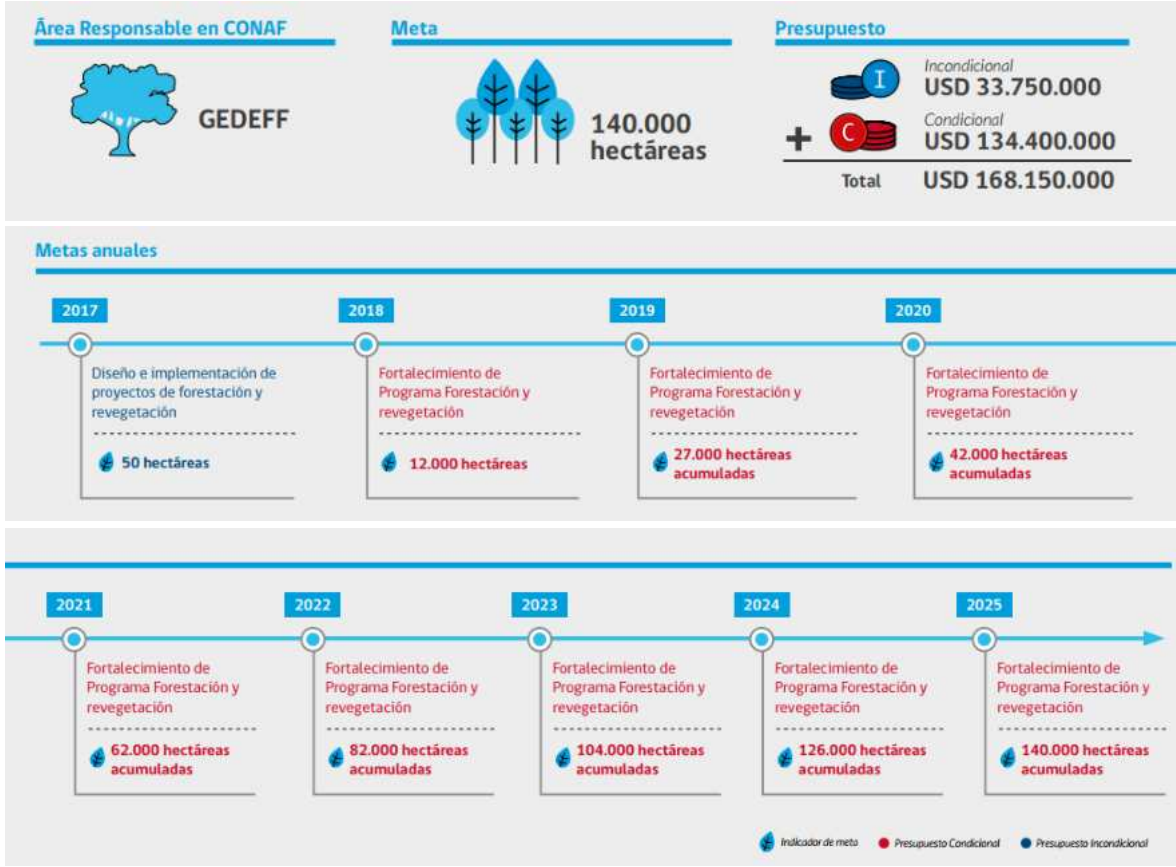 Área Responsable en CONAF
GEDEFF
Meta
140.000
hectáreas
Presupuesto
I
Incondicional
USD 33.750.000
+
C
Condicional
USD 134.400.000
Total
USD 168.150.000
Metas anuales
2017
Diseño e implementación de
proyectos de forestación y
revegetación
50 hectáreas
2018
Fortalecimiento de
Programa Forestación y
revegetación
12.000 hectáreas
2019
Fortalecimiento de
Programa Forestación y
revegetación
27.000 hectáreas
acumuladas
2020
Fortalecimiento de
Programa Forestación y
revegetación
42.000 hectáreas
acumuladas
2021
Fortalecimiento de
Programa Forestación y
revegetación
62.000 hectáreas
acumuladas
2022
Fortalecimiento de
Programa Forestación y
revegetación
82.000 hectáreas
acumuladas
2023
Fortalecimiento de
Programa Forestación y
revegetación
104.000 hectáreas
acumuladas
2024
Fortalecimiento de
Programa Forestación y
revegetación
126.000 hectáreas
acumuladas
2025
Fortalecimiento de
Programa Forestación y
revegetación
140.000 hectáreas
acumuladas
Indicador de meta
Presupuesto Condicional
Presupuesto Incondicional